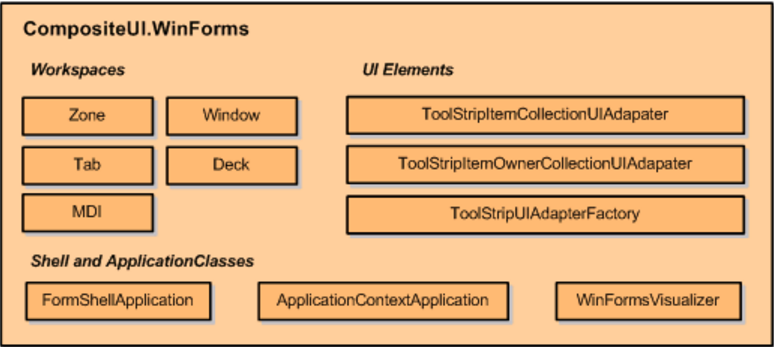 CompositeUI.WinForms
Workspaces
UI Elements
Zone
Window
ToolStripItemCollectionUIAdapater
Tab
Deck
ToolStripItemOwnerCollectionUIAdapater
MDI
ToolStripUIAdapterFactory
Shell and ApplicationClasses
FormShellApplication
ApplicationContextApplication
WinFormsVisualizer